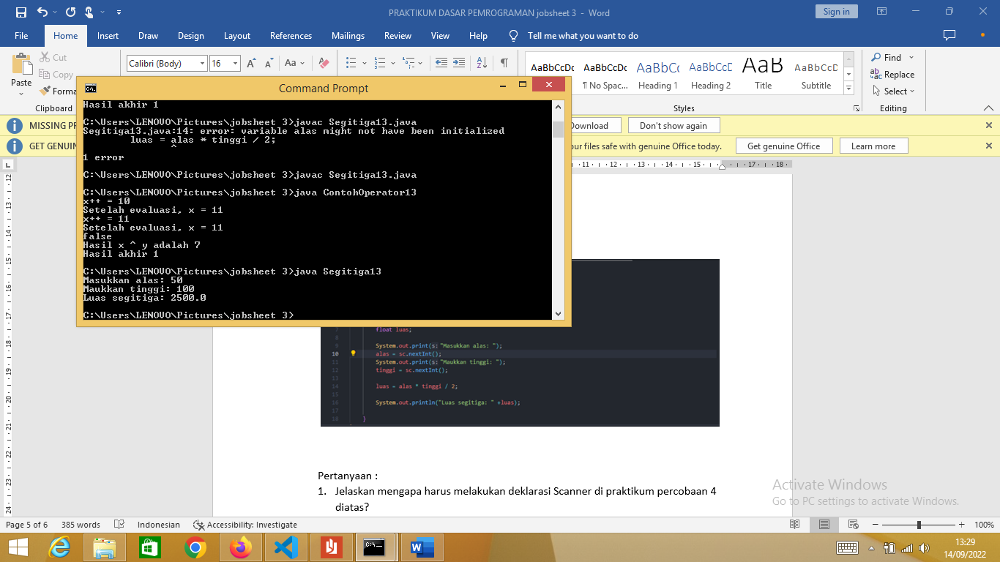 PRAKTIKUM DASAR PEMROGRAMAN jobsheet 3 - Word
Sign in
File Home Insert Draw Design Layout References Mailings Review View Help Tell me what you want to do
Paste
Cut
Copy
Forma
Clipboard
Calibri (Body) 16
AaBbCcDc AaBbCcDc AaBbCc AaBbCcD AaB AaBbCcD
¶ No Spac... Heading 1 Heading 2 Title Subtitle
Styles
Find
Replace
Select
Editing
MISSING PR
ownload Don't show again
GET GENUIN
our files safe with genuine Office today. Get genuine Office Learn more
Command Prompt
Hasil akhir 1
C:\Users\LENOVO\Pictures\jobsheet 3>javac Segitiga13.java
Segitiga13.java:14: error: variable alas might not have been initialized
luas = alas * tinggi / 2;
^
1 error
C:\Users\LENOVO\Pictures\jobsheet 3>javac Segitiga13.java
C:\Users\LENOVO\Pictures\jobsheet 3>java ContohOperator13
x++ = 10
Setelah evaluasi, x = 11
x++ = 11
Setelah evaluasi, x = 11
false
Hasil x ^ y adalah 7
Hasil akhir 1
C:\Users\LENOVO\Pictures\jobsheet 3>java Segitiga13
Masukkan alas: 50
Maukkan tinggi: 100
Luas segitiga: 2500.0
C:\Users\LENOVO\Pictures\jobsheet 3>
7 float luas;
8
9 System.out.print(s: "Masukkan alas: ");
10 alas = sc.nextInt();
11 System.out.print(s: "Maukkan tinggi: ");
12 tinggi = sc.nextInt();
13
14 luas = alas * tinggi / 2;
15
16 System.out.println("Luas segitiga: " +luas);
17
18 }
Pertanyaan :
1. Jelaskan mengapa harus melakukan deklarasi Scanner di praktikum percobaan 4
diatas?
Activate Windows
Go to PC settings to activate Windows.
Page 5 of 6 385 words Indonesian Accessibility: Investigate 100%
13:29
14/09/2022